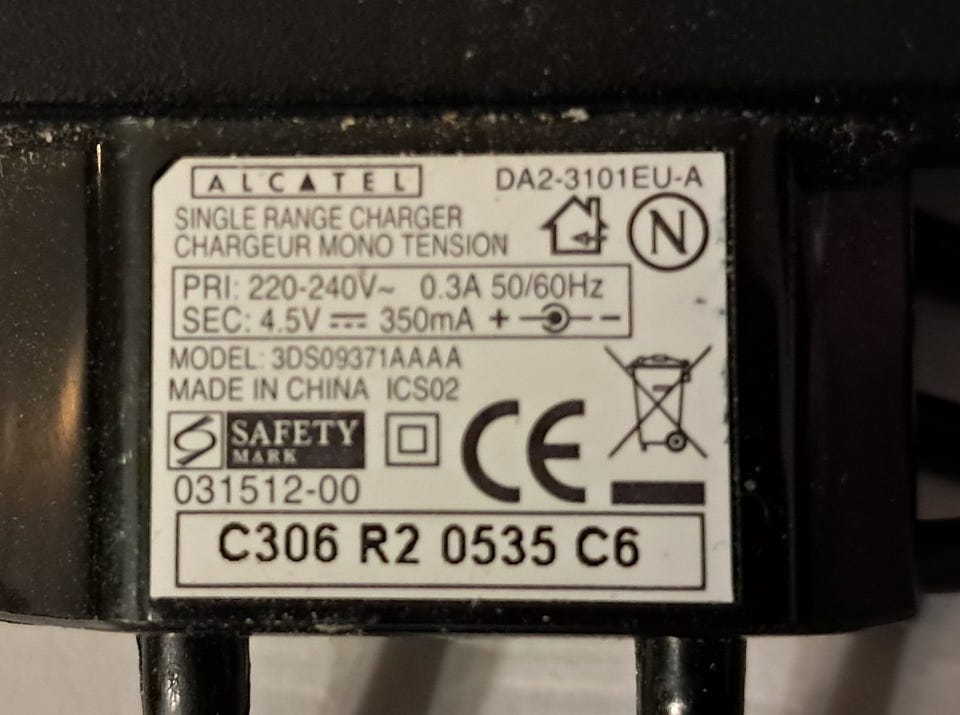 ALCATEL DA2-3101EU-A
SINGLE RANGE CHARGER
CHARGEUR MONO TENSION
N
PRI: 220-240V~ 0.3A 50/60Hz
SEC: 4.5V ⎓ 350mA + -
MODEL: 3DS09371AAAA
MADE IN CHINA ICS02
S SAFETY
MARK
CE
031512-00
C306 R2 0535 C6